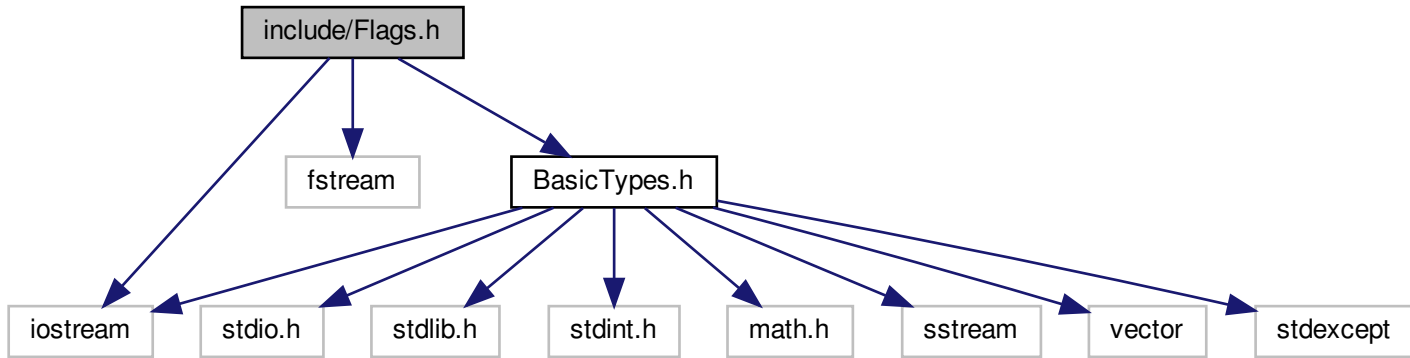 include/Flags.h
fstream
BasicTypes.h
iostream
stdio.h
stdlib.h
stdint.h
math.h
sstream
vector
stdexcept